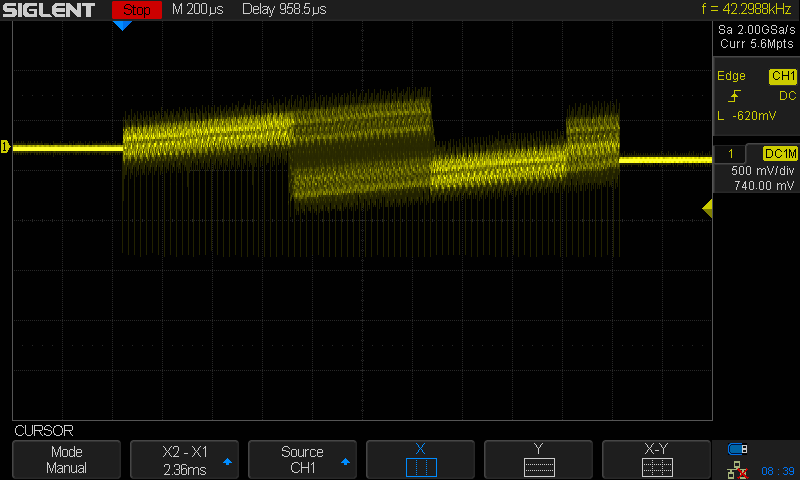 SIGLENT Stop M 200µs Delay 958.5µs f = 42.2988kHz
Sa 2.00GSa/s
Curr 5.6Mpts
Edge CH1
DC
L -620mV
1 DC1M
500 mV/div
740.00 mV
1
CURSOR
Mode
Manual
X2 - X1
2.36ms
Source
CH1
X
Y
X-Y
08:39